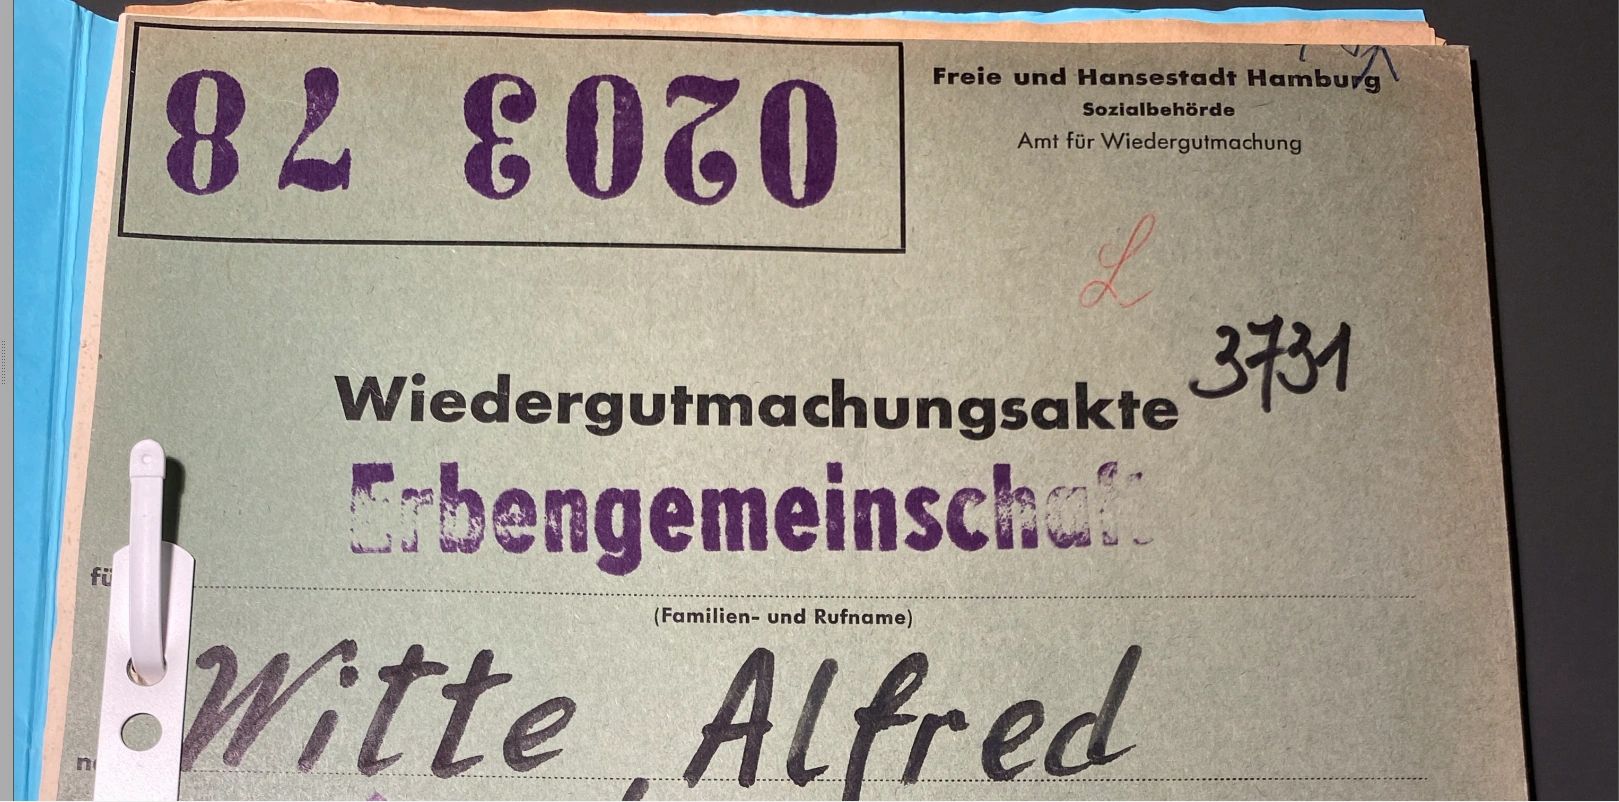 0203 78
Freie und Hansestadt Hamburg
Sozialbehörde
Amt für Wiedergutmachung
L
3731
Wiedergutmachungsakte
Erbengemeinschaft
(Familien- und Rufname)
Witte, Alfred